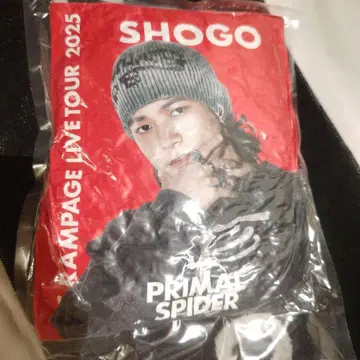 SHOGO
RAMPAGE LIVE TOUR 2025
PRIMAL
SPIDER